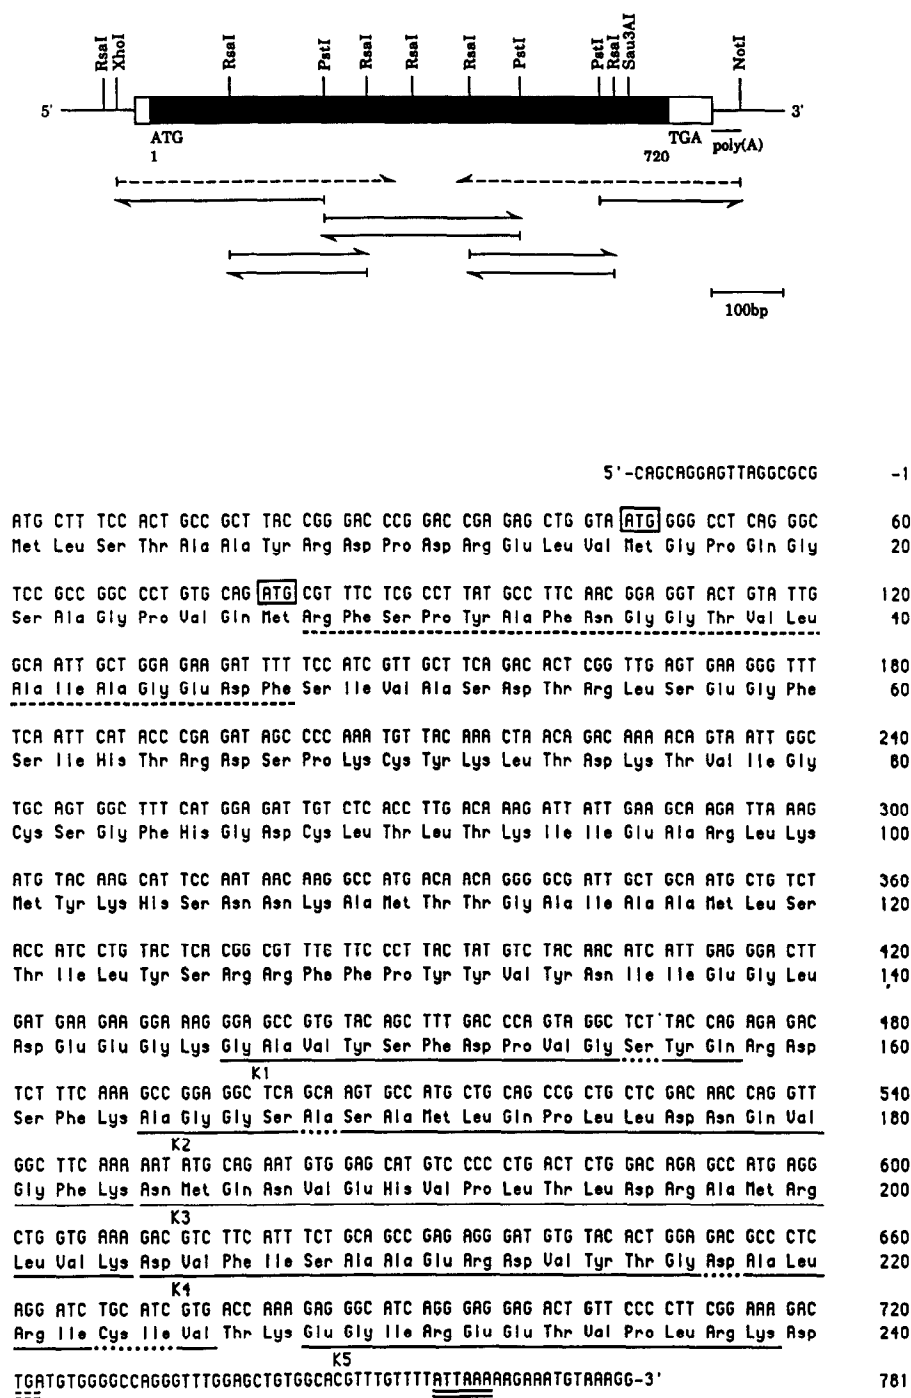 RsaI XhoI RsaI PstI RsaI RsaI RsaI PstI PstI RsaI Sau3AI NotI
5' 3'
ATG TGA poly(A)
1 720
100bp
5'-CAGCAGGAGTTAGGCGCG -1
ATG CTT TCC ACT GCC GCT TAC CGG GAC CCG GAC CGA GAG CTG GTA ATG GGG CCT CAG GGC 60
Met Leu Ser Thr Ala Ala Tyr Arg Asp Pro Asp Arg Glu Leu Val Met Gly Pro Gln Gly 20
TCC GCC GGC CCT GTG CAG ATG CGT TTC TCG CCT TAT GCC TTC AAC GGA GGT ACT GTA TTG 120
Ser Ala Gly Pro Val Gln Met Arg Phe Ser Pro Tyr Ala Phe Asn Gly Gly Thr Val Leu 40
GCA ATT GCT GGA GAA GAT TTT TCC ATC GTT GCT TCA GAC ACT CGG TTG AGT GAA GGG TTT 180
Ala Ile Ala Gly Glu Asp Phe Ser Ile Val Ala Ser Asp Thr Arg Leu Ser Glu Gly Phe 60
TCA ATT CAT ACC CGA GAT AGC CCC AAA TGT TAC AAA CTA ACA GAC AAA ACA GTA ATT GGC 240
Ser Ile His Thr Arg Asp Ser Pro Lys Cys Tyr Lys Leu Thr Asp Lys Thr Val Ile Gly 80
TGC AGT GGC TTT CAT GGA GAT TGT CTC ACC TTG ACA AAG ATT ATT GAA GCA AGA TTA AAG 300
Cys Ser Gly Phe His Gly Asp Cys Leu Thr Leu Thr Lys Ile Ile Glu Ala Arg Leu Lys 100
ATG TAC AAG CAT TCC AAT AAC AAG GCC ATG ACA ACA GGG GCG ATT GCT GCA ATG CTG TCT 360
Met Tyr Lys His Ser Asn Asn Lys Ala Met Thr Thr Gly Ala Ile Ala Ala Met Leu Ser 120
ACC ATC CTG TAC TCA CGG CGT TTG TTC CCT TAC TAT GTC TAC AAC ATC ATT GAG GGA CTT 420
Thr Ile Leu Tyr Ser Arg Arg Phe Phe Pro Tyr Tyr Val Tyr Asn Ile Ile Glu Gly Leu 140
GAT GAA GAA GGA AAG GGA GCC GTG TAC AGC TTT GAC CCA GTA GGC TCT TAC CAG AGA GAC 480
Asp Glu Glu Gly Lys Gly Ala Val Tyr Ser Phe Asp Pro Val Gly Ser Tyr Gln Arg Asp 160
K1
TCT TTC AAA GCC GGA GGC TCA GCA AGT GCC ATG CTG CAG CCG CTG CTC GAC AAC CAG GTT 540
Ser Phe Lys Ala Gly Gly Ser Ala Ser Ala Met Leu Gln Pro Leu Leu Asp Asn Gln Val 180
K2
GGC TTC AAA AAT ATG CAG AAT GTG GAG CAT GTC CCC CTG ACT CTG GAC AGA GCC ATG AGG 600
Gly Phe Lys Asn Met Gln Asn Val Glu His Val Pro Leu Thr Leu Asp Arg Ala Met Arg 200
K3
CTG GTG AAA GAC GTC TTC ATT TCT GCA GCC GAG AGG GAT GTG TAC ACT GGA GAC GCC CTC 660
Leu Val Lys Asp Val Phe Ile Ser Ala Ala Glu Arg Asp Val Tyr Thr Gly Asp Ala Leu 220
K4
AGG ATC TGC ATC GTG ACC AAA GAG GGC ATC AGG GAG GAG ACT GTT CCC CTT CGG AAA GAC 720
Arg Ile Cys Ile Val Thr Lys Glu Gly Ile Arg Glu Glu Thr Val Pro Leu Arg Lys Asp 240
K5
TGATGTGGGGCCAGGGTTTGGAGCTGTGGCACGTTTGTTTTATTAAAAAGAAATGTAAAGG-3' 781